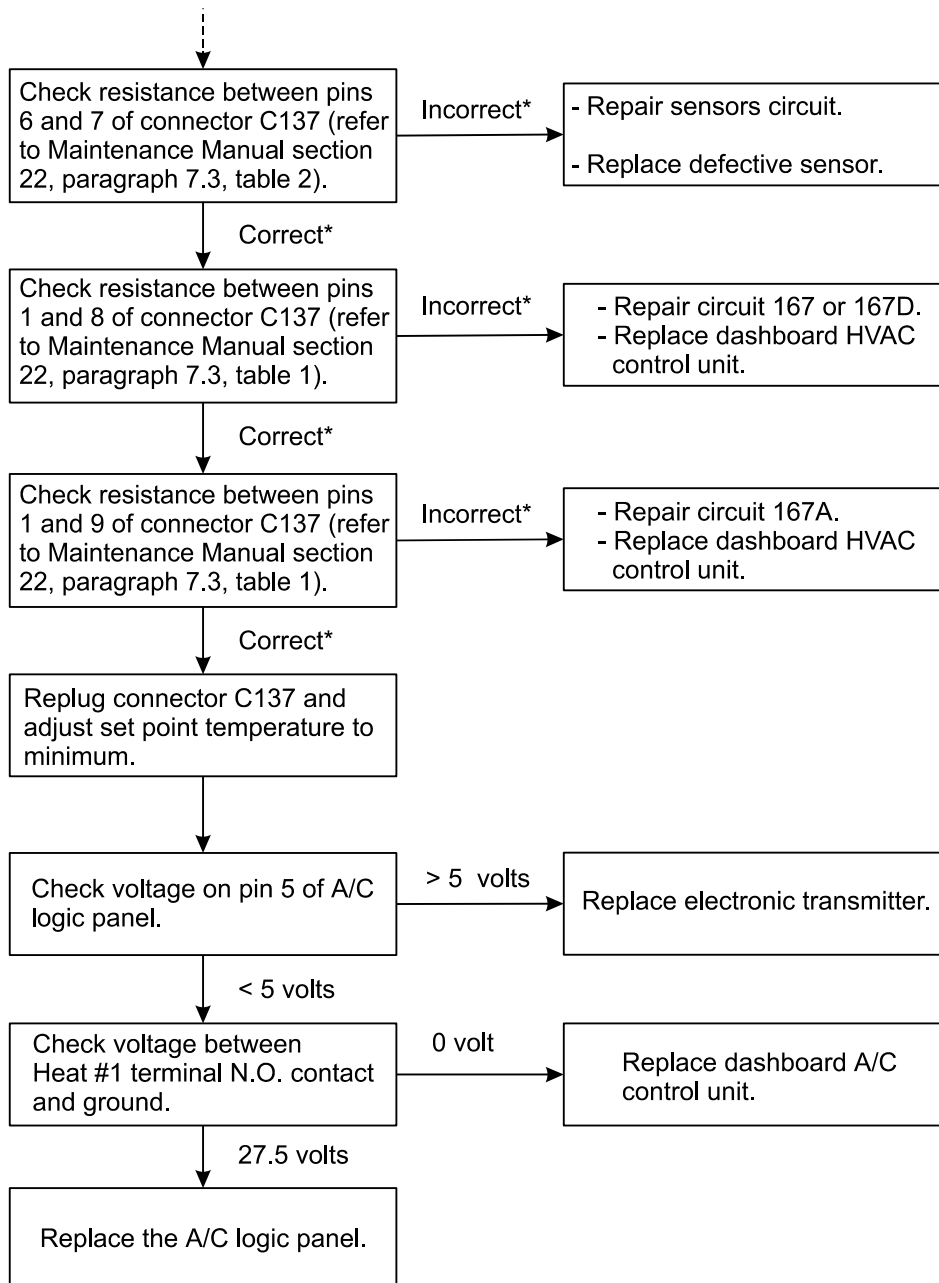 Check resistance between pins
6 and 7 of connector C137 (refer
to Maintenance Manual section
22, paragraph 7.3, table 2).
Incorrect*
- Repair sensors circuit.
- Replace defective sensor.
Correct*
Check resistance between pins
1 and 8 of connector C137 (refer
to Maintenance Manual section
22, paragraph 7.3, table 1).
Incorrect*
- Repair circuit 167 or 167D.
- Replace dashboard HVAC
control unit.
Correct*
Check resistance between pins
1 and 9 of connector C137 (refer
to Maintenance Manual section
22, paragraph 7.3, table 1).
Incorrect*
- Repair circuit 167A.
- Replace dashboard HVAC
control unit.
Correct*
Replug connector C137 and
adjust set point temperature to
minimum.
Check voltage on pin 5 of A/C
logic panel.
> 5 volts
Replace electronic transmitter.
< 5 volts
Check voltage between
Heat #1 terminal N.O. contact
and ground.
0 volt
Replace dashboard A/C
control unit.
27.5 volts
Replace the A/C logic panel.